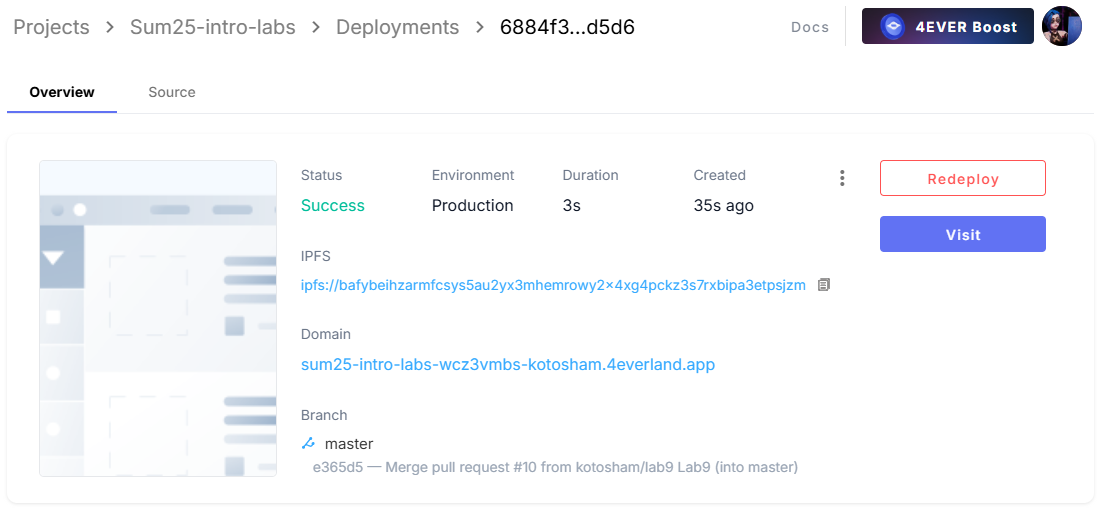 Projects > Sum25-intro-labs > Deployments > 6884f3...d5d6
Docs
4EVER Boost
Overview
Source
Status Environment Duration Created
Success Production 3s 35s ago
Redeploy
Visit
IPFS
ipfs://bafybeihzarmfcsys5au2yx3mhemrowy2x4xg4pckz3s7rxbipa3etpsjzm
Domain
sum25-intro-labs-wcz3vmbs-kotosham.4everland.app
Branch
master
e365d5 — Merge pull request #10 from kotosham/lab9 Lab9 (into master)